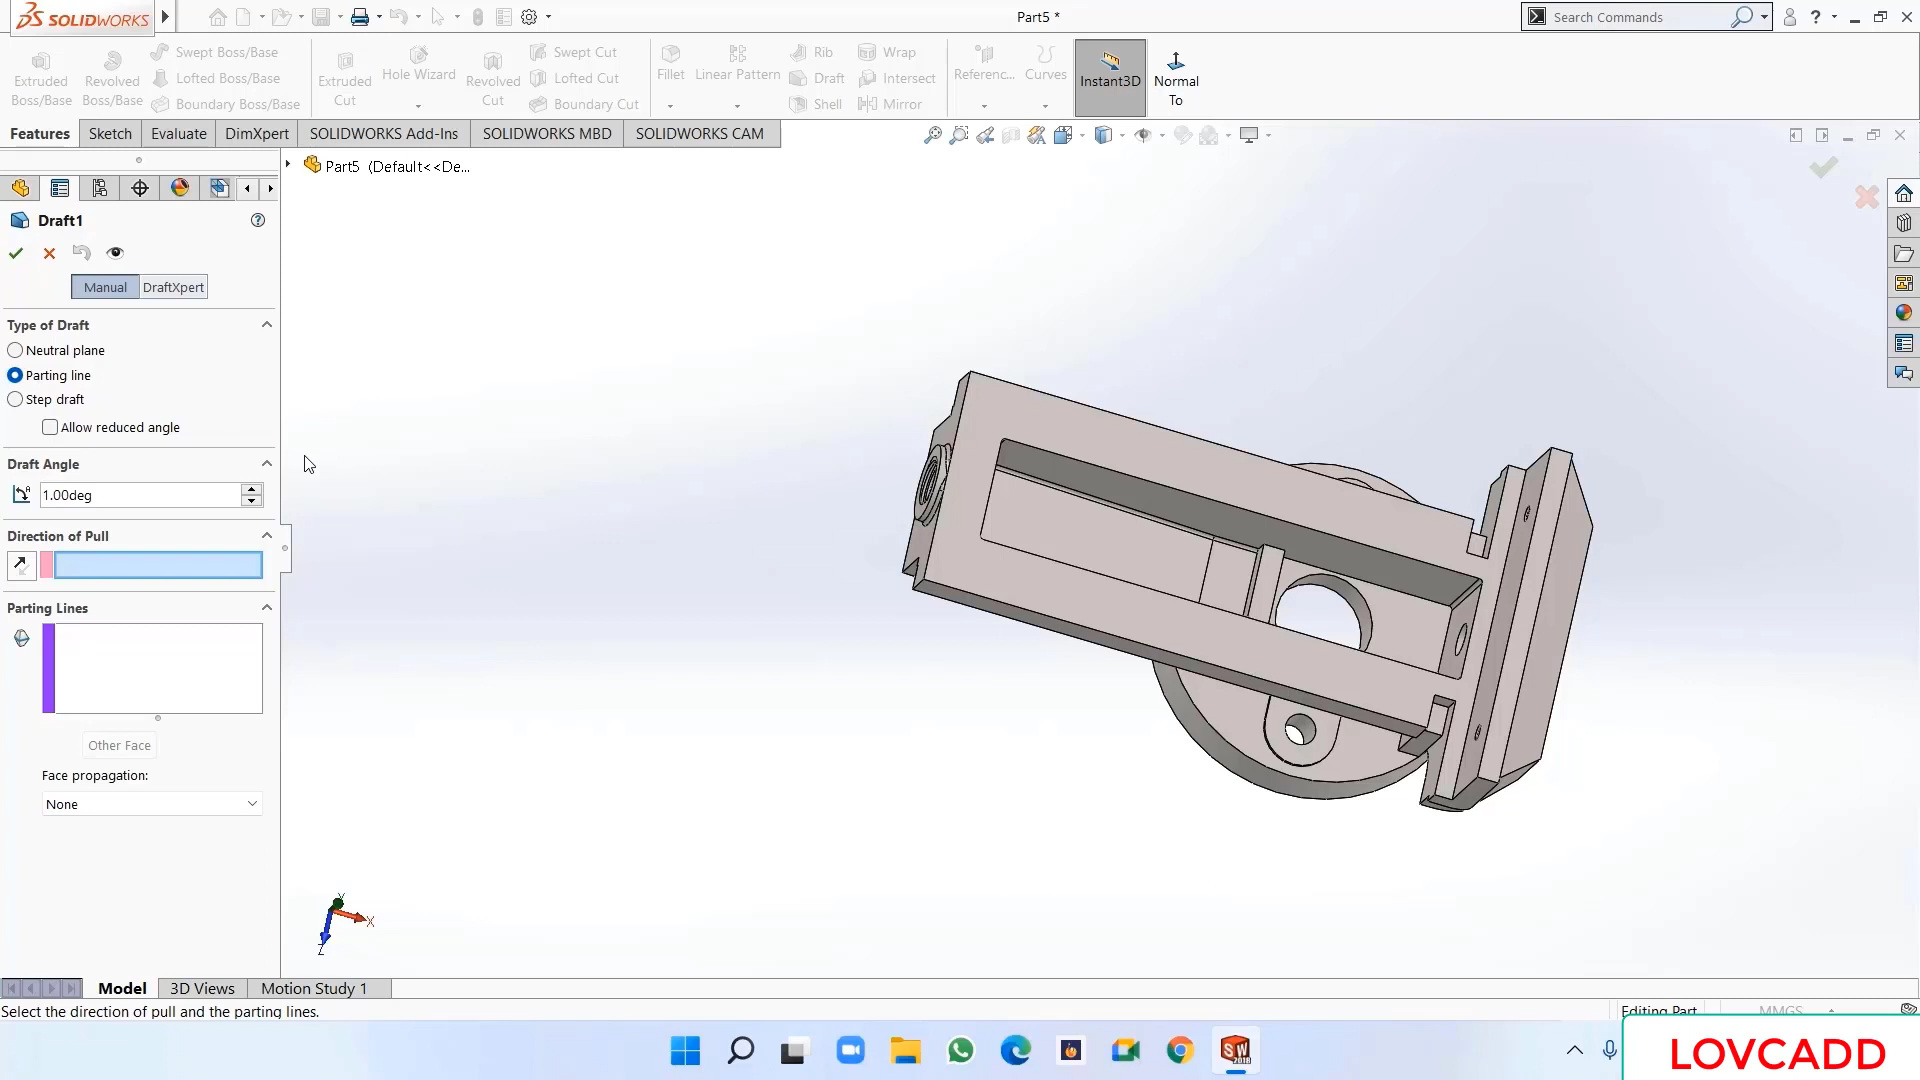 SOLIDWORKS
Part5 *
Search Commands
?
Extruded Boss/Base
Revolved Boss/Base
Swept Boss/Base
Lofted Boss/Base
Boundary Boss/Base
Extruded Cut
Hole Wizard
Revolved Cut
Swept Cut
Lofted Cut
Boundary Cut
Fillet
Linear Pattern
Rib
Draft
Shell
Wrap
Intersect
Mirror
Referenc...
Curves
Instant3D
Normal To
Features
Sketch
Evaluate
DimXpert
SOLIDWORKS Add-Ins
SOLIDWORKS MBD
SOLIDWORKS CAM
Part5 (Default<<De...
Draft1
?
Manual
DraftXpert
Type of Draft
Neutral plane
Parting line
Step draft
Allow reduced angle
Draft Angle
1.00deg
Direction of Pull
Parting Lines
Other Face
Face propagation:
None
Y
X
Z
Model
3D Views
Motion Study 1
Select the direction of pull and the parting lines.
Editing Part
MMGS
SW
2018
LOVCADD